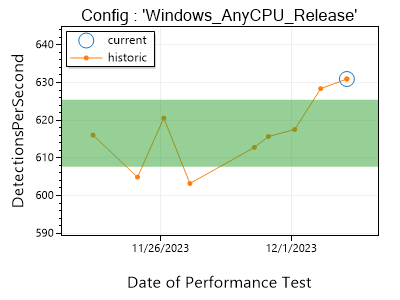 Config : 'Windows_AnyCPU_Release'
current
historic
DetectionsPerSecond
640
630
620
610
600
590
11/26/2023
12/1/2023
Date of Performance Test